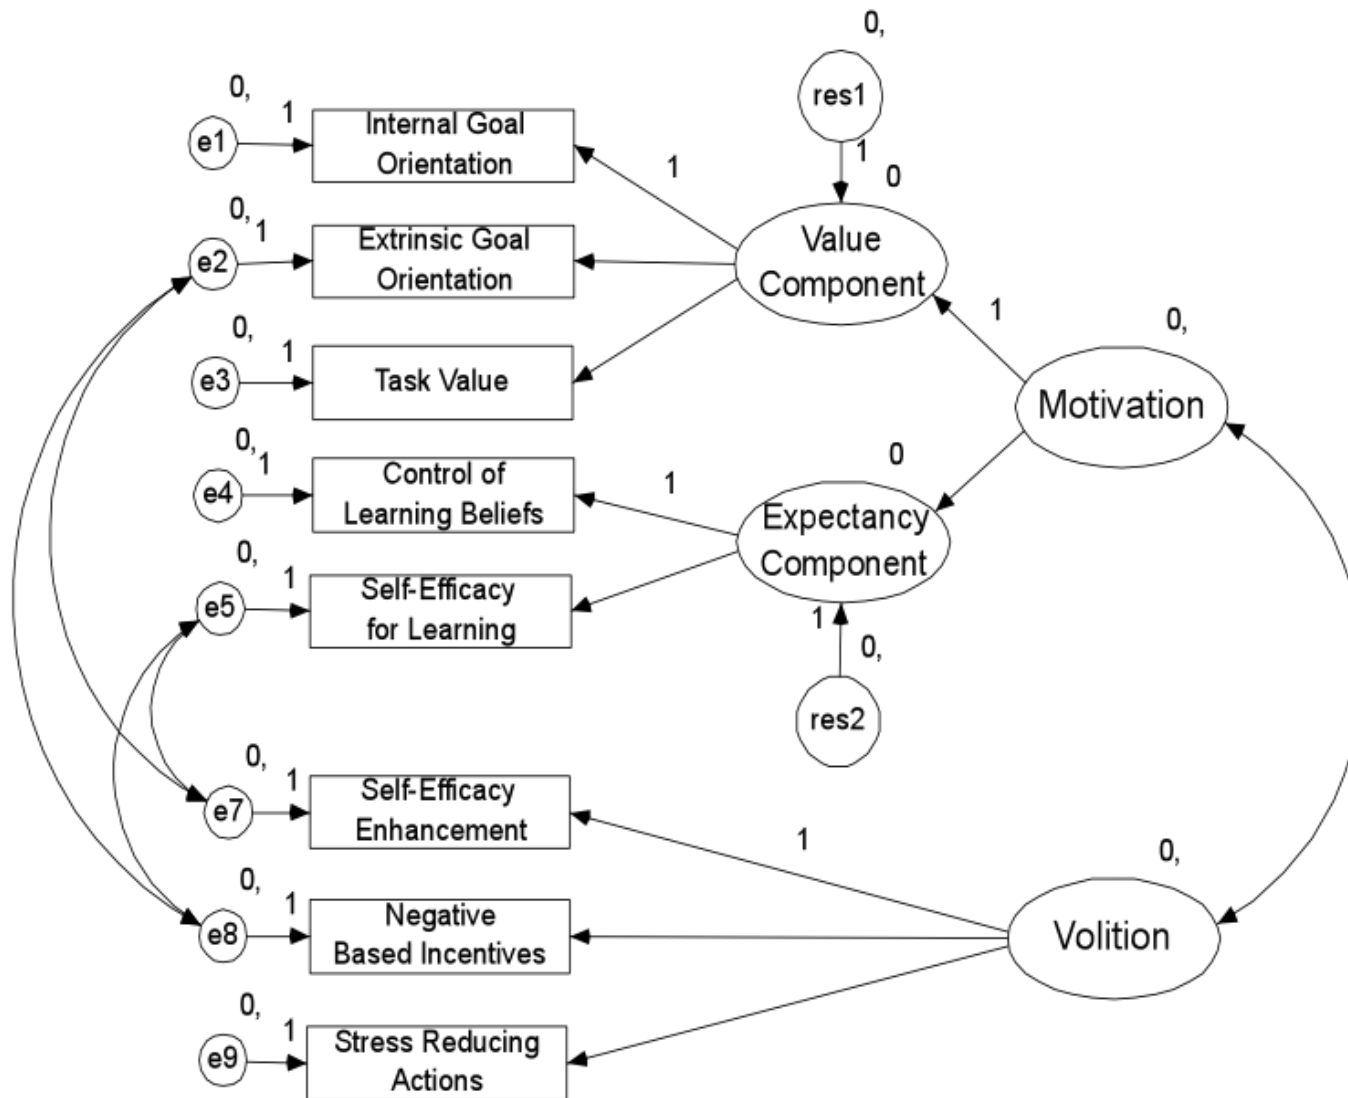 0,
res1
1
0
0,
1
e1
Internal Goal
Orientation
1
Value
Component
0,
1
e2
Extrinsic Goal
Orientation
0,
1
e3
Task Value
1
0,
Motivation
0,
1
e4
Control of
Learning Beliefs
1
0
Expectancy
Component
0,
1
e5
Self-Efficacy
for Learning
1
0,
res2
0,
1
e7
Self-Efficacy
Enhancement
1
0,
Volition
0,
1
e8
Negative
Based Incentives
0,
1
e9
Stress Reducing
Actions